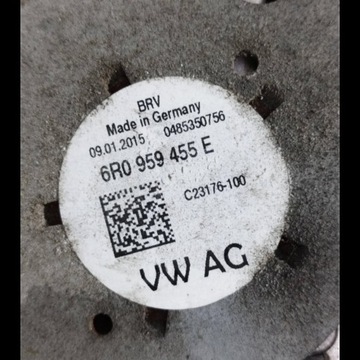 BRV
Made in Germany
09.01.2015 0485350756
6R0 959 455 E
C23176-100
VW AG